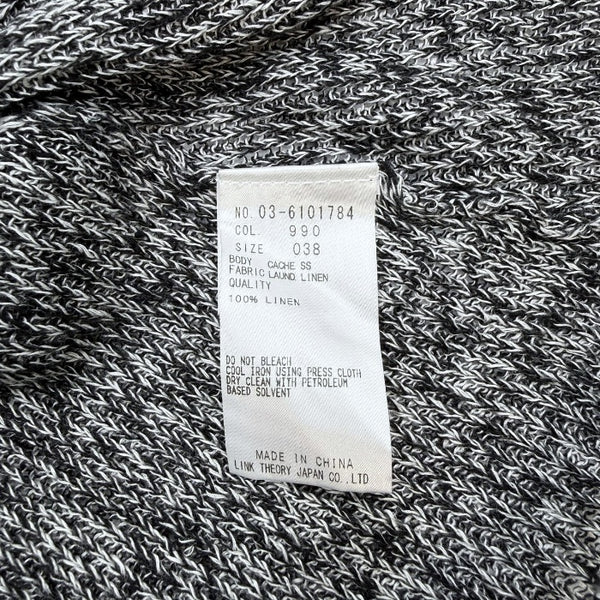 NO. 03-6101784
COL. 990
SIZE 038
BODY CACHE SS
FABRIC LAUND. LINEN
QUALITY
100% LINEN
DO NOT BLEACH
COOL IRON USING PRESS CLOTH
DRY CLEAN WITH PETROLEUM
BASED SOLVENT
MADE IN CHINA
LINK THEORY JAPAN CO.,LTD